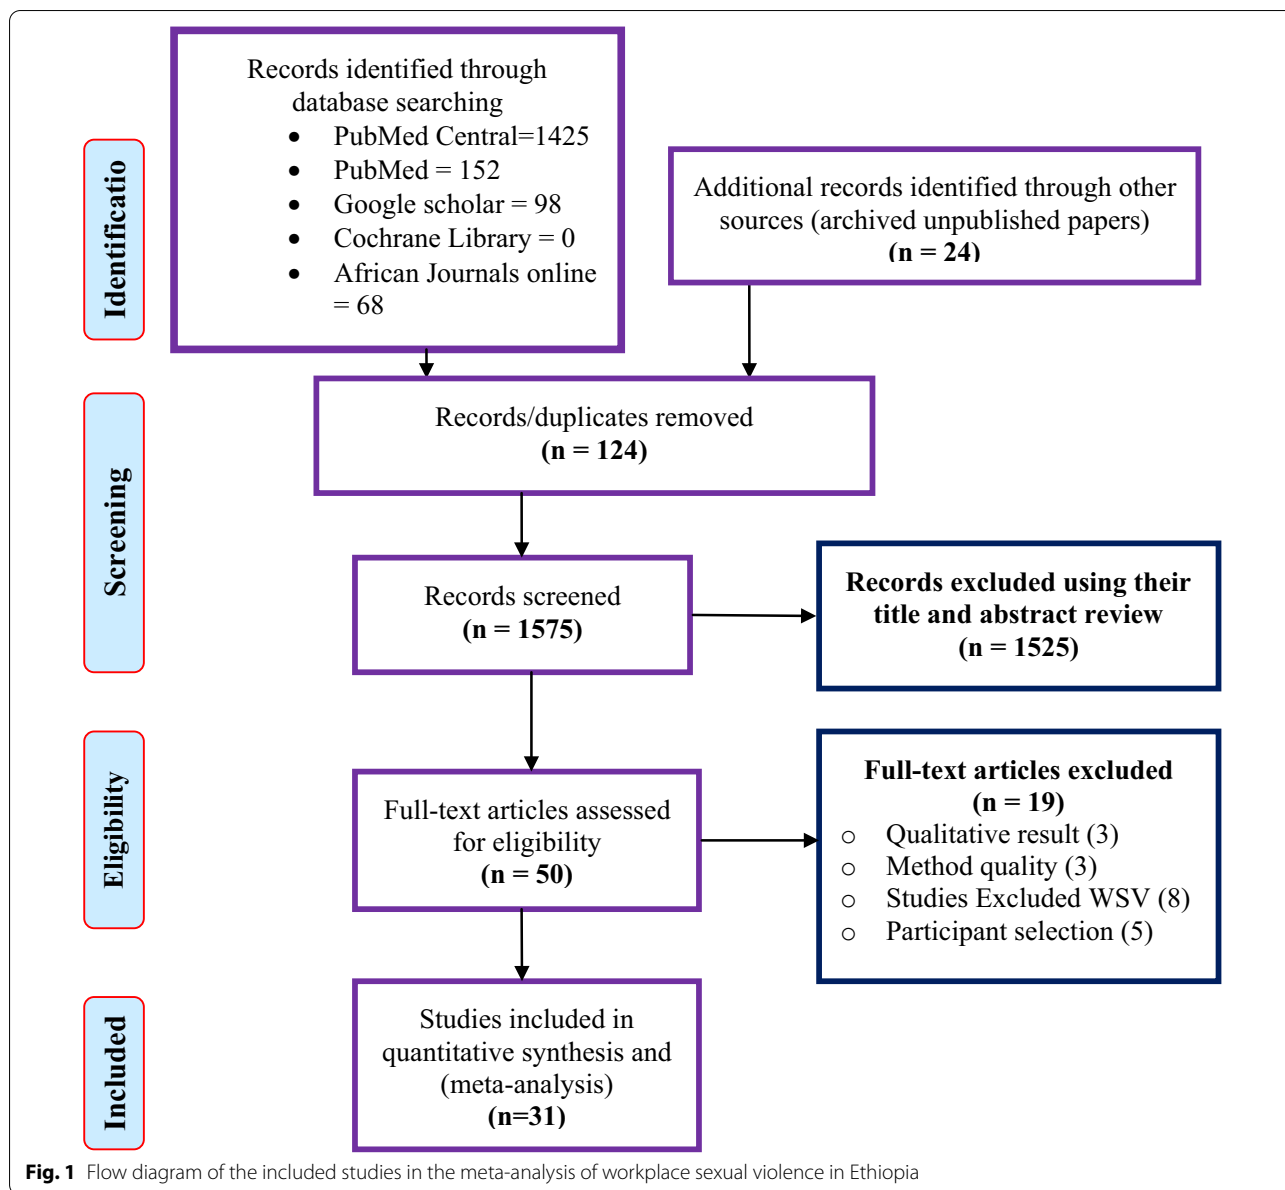 Identificatio
Records identified through
database searching
• PubMed Central=1425
• PubMed = 152
• Google scholar = 98
• Cochrane Library = 0
• African Journals online
= 68
Additional records identified through other
sources (archived unpublished papers)
(n = 24)
Screening
Records/duplicates removed
(n = 124)
Records screened
(n = 1575)
Records excluded using their
title and abstract review
(n = 1525)
Eligibility
Full-text articles assessed
for eligibility
(n = 50)
Full-text articles excluded
(n = 19)
o Qualitative result (3)
o Method quality (3)
o Studies Excluded WSV (8)
o Participant selection (5)
Included
Studies included in
quantitative synthesis and
(meta-analysis)
(n=31)
Fig. 1 Flow diagram of the included studies in the meta-analysis of workplace sexual violence in Ethiopia